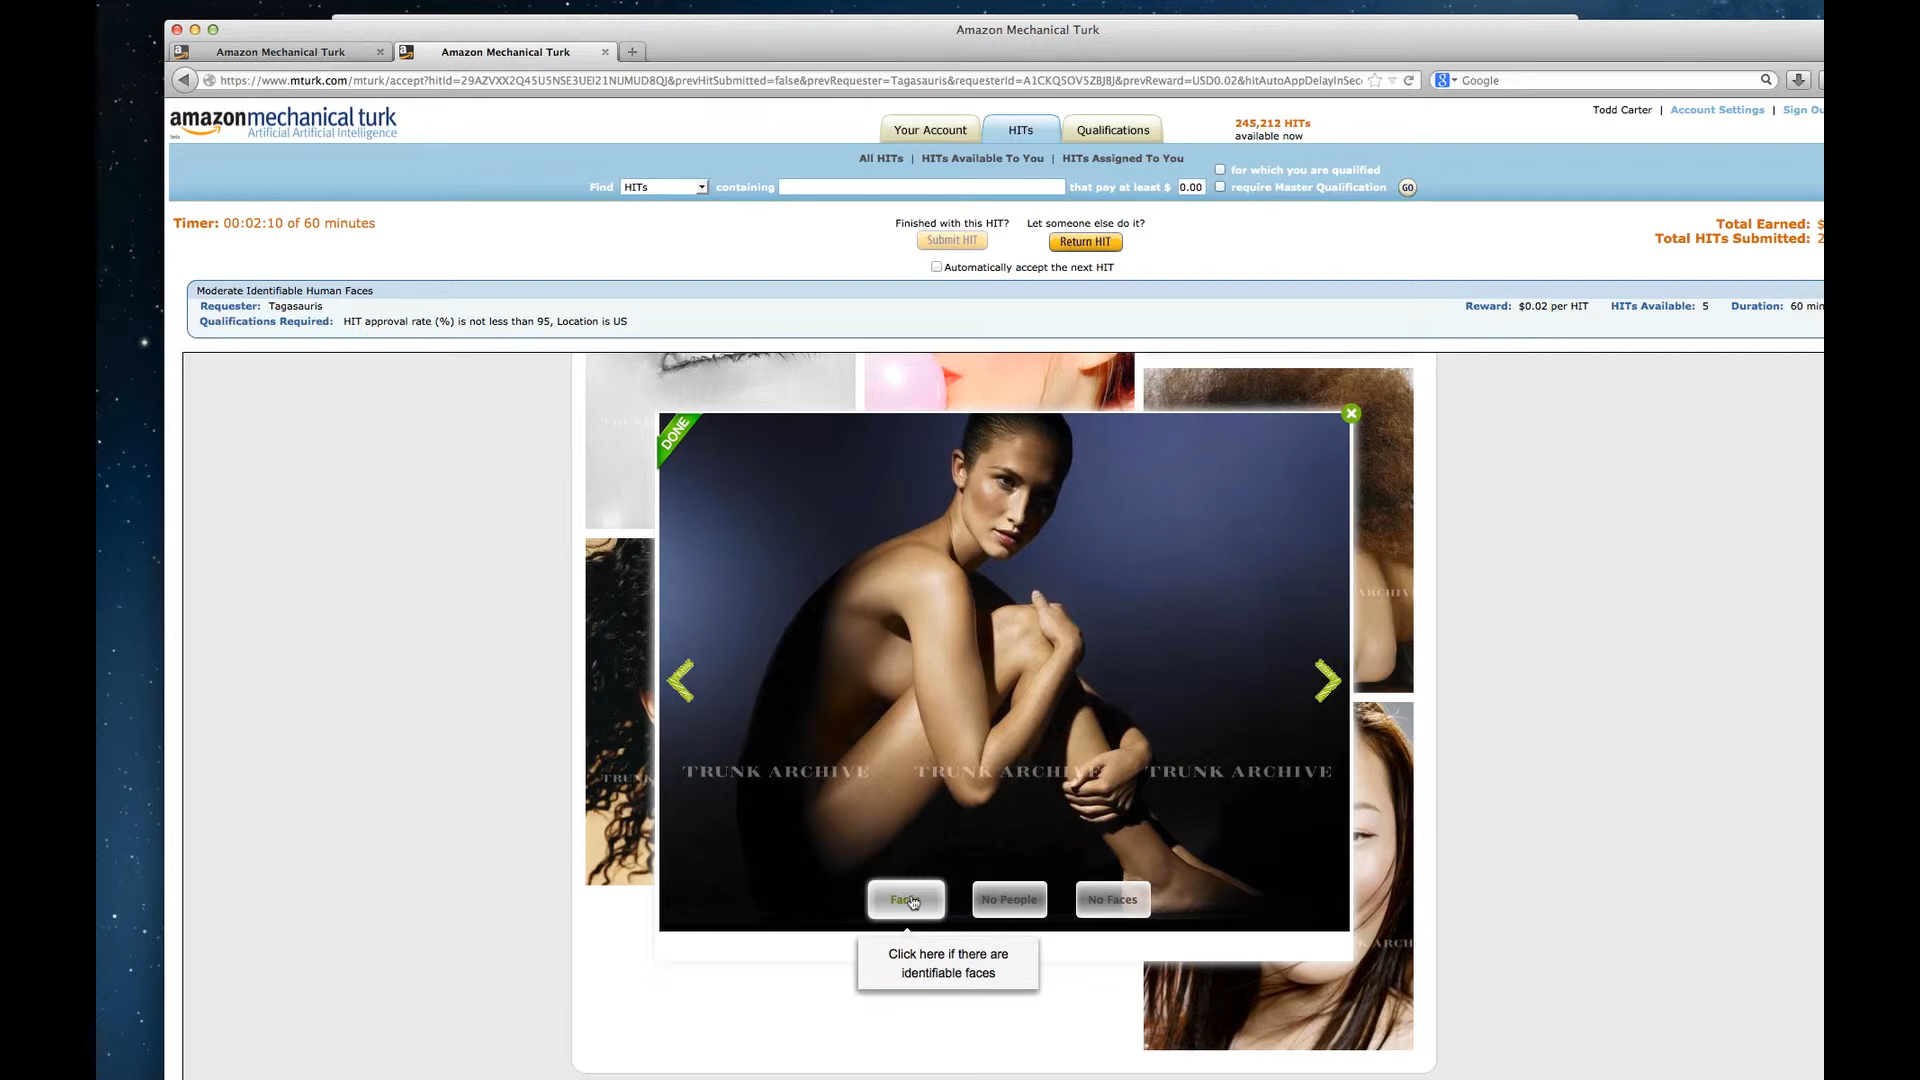 Amazon Mechanical Turk
Amazon Mechanical Turk
Amazon Mechanical Turk
https://www.mturk.com/mturk/accept?hitId=29AZVXX2Q45U5NSE3UEI21NUMUD8QJ&prevHitSubmitted=false&prevRequester=Tagasauris&requesterId=A1CKQ5OV5ZBJBJ&prevReward=USD0.02&hitAutoAppDelayInSec
Google
amazonmechanical turk
beta
Artificial Artificial Intelligence
Your Account
HITs
Qualifications
245,212 HITs
available now
Todd Carter | Account Settings | Sign Ou
All HITs | HITs Available To You | HITs Assigned To You
Find HITs containing that pay at least $ 0.00
for which you are qualified
require Master Qualification
GO
Timer: 00:02:10 of 60 minutes
Finished with this HIT?
Submit HIT
Let someone else do it?
Return HIT
Automatically accept the next HIT
Total Earned: $
Total HITs Submitted: 2
Moderate Identifiable Human Faces
Requester: Tagasauris
Reward: $0.02 per HIT HITs Available: 5 Duration: 60 min
Qualifications Required: HIT approval rate (%) is not less than 95, Location is US
DONE
ARCHIV
TRUNK ARCHIVE TRUNK ARCHIVE TRUNK ARCHIVE
TRUNK
No People
No Faces
ARCH
Click here if there are
identifiable faces